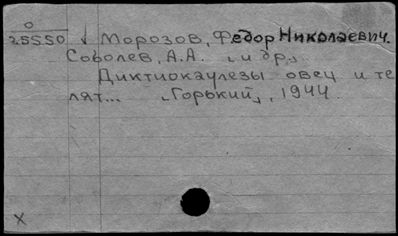 о
25550 ↓ Морозов, Федор Николаевич.
Соболев, А.А. [и др.]
Диктиокаулезы овец и те
лят... [Горький], 1944.
X